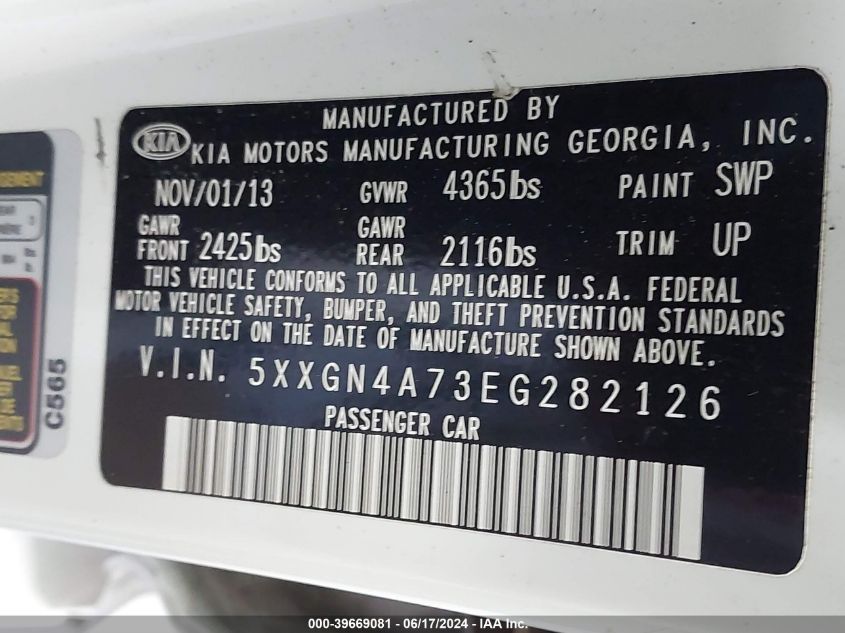 MANUFACTURED BY
KIA KIA MOTORS MANUFACTURING GEORGIA, INC.
NOV/01/13 GVWR 4365lbs PAINT SWP
GAWR FRONT 2425lbs GAWR REAR 2116lbs TRIM UP
THIS VEHICLE CONFORMS TO ALL APPLICABLE U.S.A. FEDERAL
MOTOR VEHICLE SAFETY, BUMPER, AND THEFT PREVENTION STANDARDS
IN EFFECT ON THE DATE OF MANUFACTURE SHOWN ABOVE.
V.I.N. 5XXGN4A73EG282126
PASSENGER CAR
C565
000-39669081 - 06/17/2024 - IAA Inc.